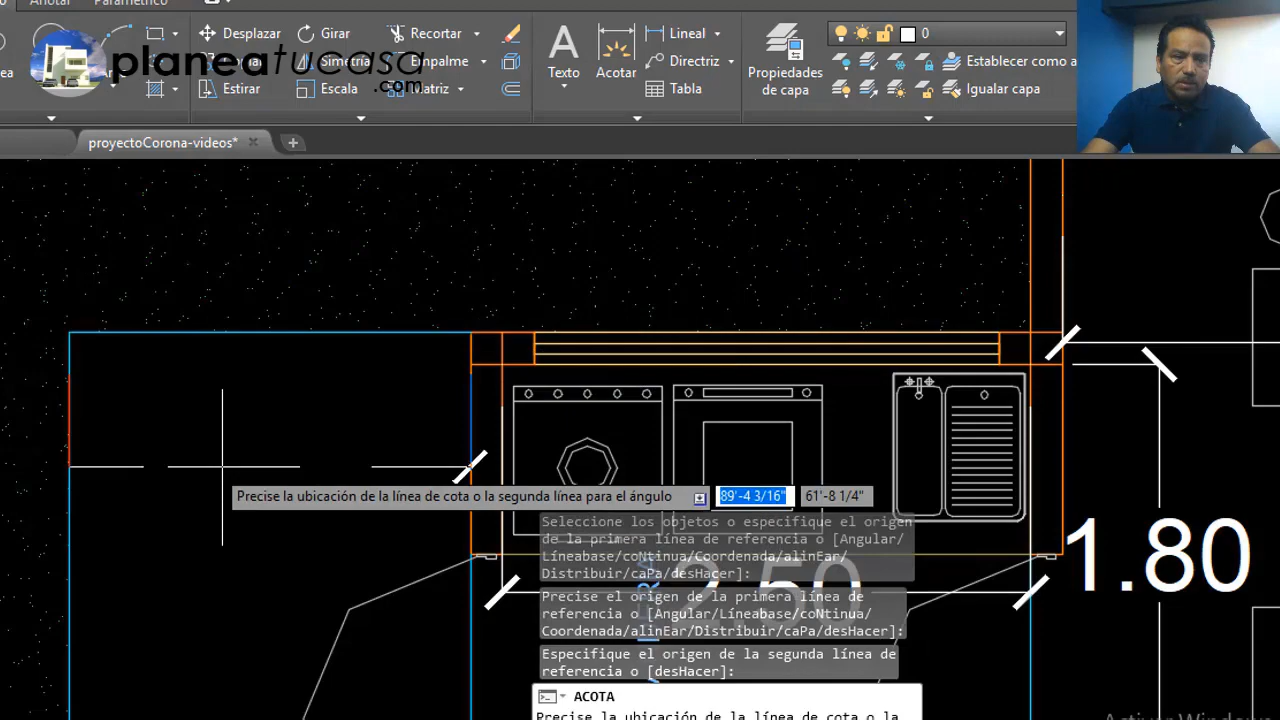 Anotar Paramétrico
Desplazar Girar Recortar
Simetría Empalme
Estirar Escala
Texto
Acotar
Lineal
Directriz
Tabla
Propiedades
de capa
0
Establecer como a
Igualar capa
planeatucasa
.com
proyectoCorona-videos*
Precise la ubicación de la línea de cota o la segunda línea para el ángulo 89'-4 3/16" 61'-8 1/4"
Seleccione los objetos o especifique el origen
de la primera línea de referencia o [Angular/
Líneabase/coNtinua/Coordenada/alinEar/
Distribuir/caPa/desHacer]:
Precise el origen de la primera línea de
referencia o [Angular/Líneabase/coNtinua/
Coordenada/alinEar/Distribuir/caPa/desHacer]:
Especifique el origen de la segunda línea de
referencia o [desHacer]:
ACOTA
Precise la ubicación de la línea de cota o la
2.50
1.80